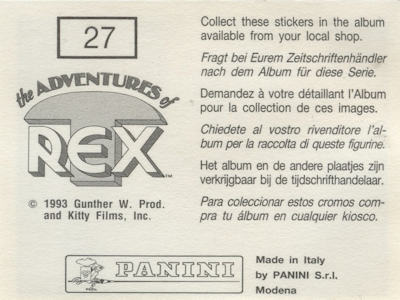 27
the ADVENTURES of
T REX™
© 1993 Gunther W. Prod.
and Kitty Films, Inc.
Collect these stickers in the album
available from your local shop.
Fragt bei Eurem Zeitschriftenhändler
nach dem Album für diese Serie.
Demandez à votre détaillant l'Album
pour la collection de ces images.
Chiedete al vostro rivenditore l'al-
bum per la raccolta di queste figurine.
Het album en de andere plaatjes zijn
verkrijgbaar bij de tijdschrifthandelaar.
Para coleccionar estos cromos com-
pra tu álbum en cualquier kiosco.
PANINI
Made in Italy
by PANINI S.r.l.
Modena